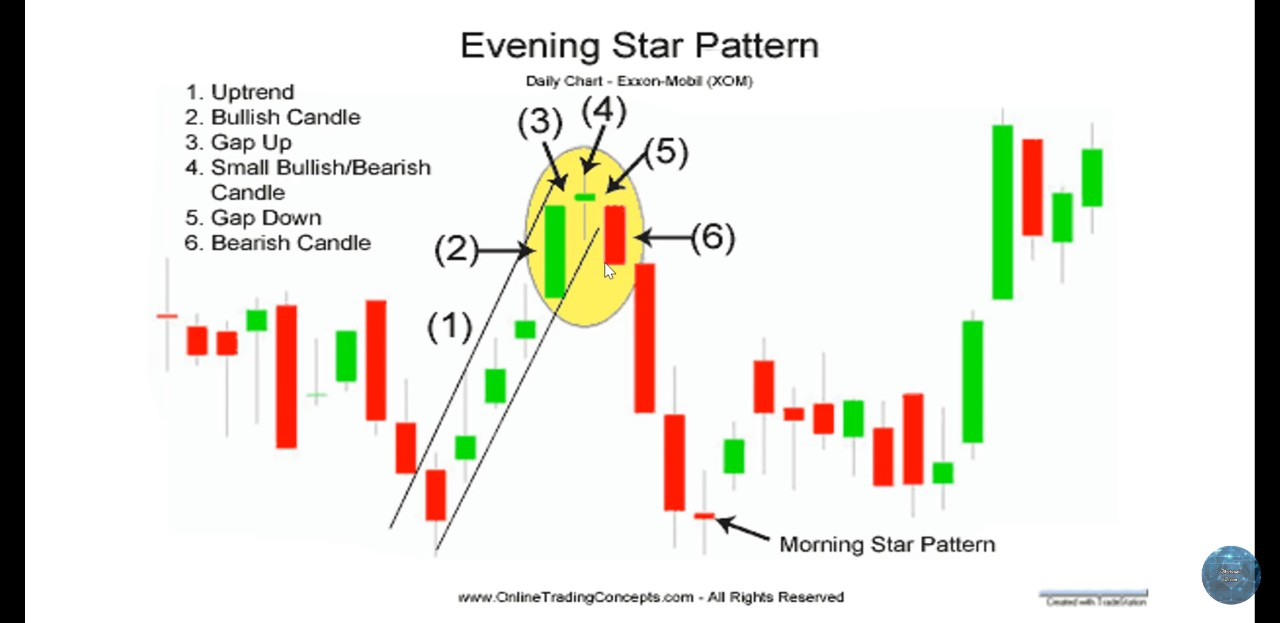 Evening Star Pattern
Daily Chart - Exxon-Mobil (XOM)
1. Uptrend
2. Bullish Candle
3. Gap Up
4. Small Bullish/Bearish
Candle
5. Gap Down
6. Bearish Candle
(3)
(4)
(5)
(2)
(6)
(1)
Morning Star Pattern
www.OnlineTradingConcepts.com - All Rights Reserved
Created with TradeStation